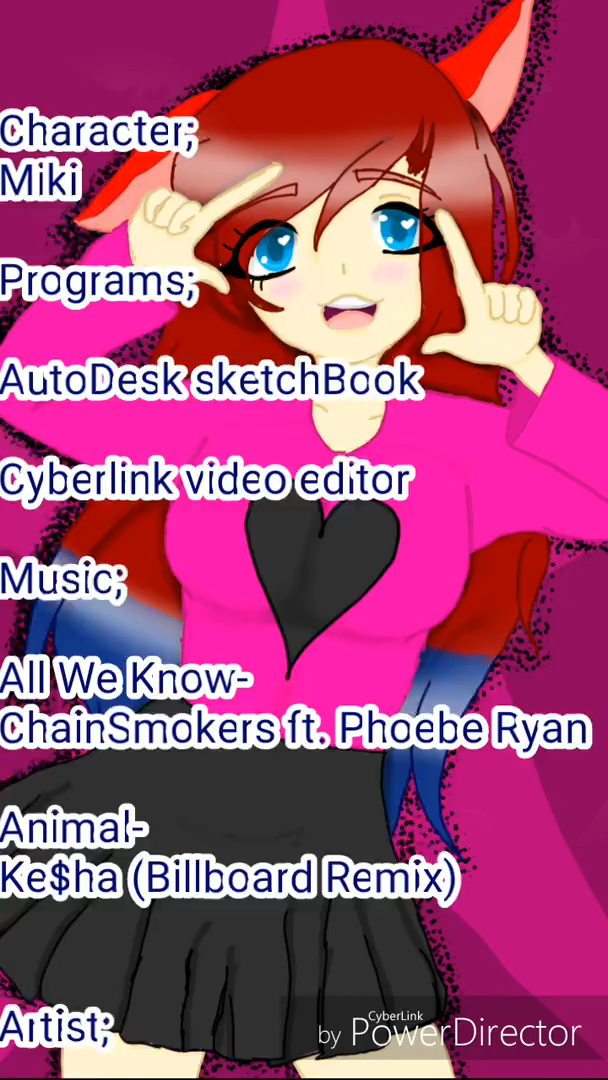 Character;
Miki
Programs;
AutoDesk sketchBook
Cyberlink video editor
Music;
All We Know-
ChainSmokers ft. Phoebe Ryan
Animal-
Ke$ha (Billboard Remix)
Artist;
CyberLink
by PowerDirector